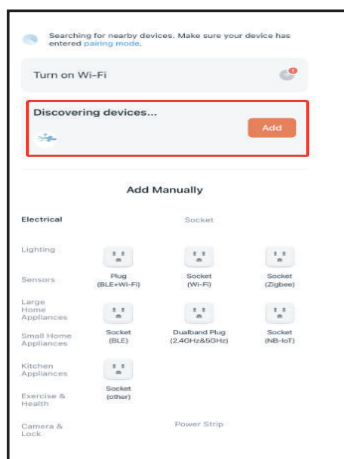 Searching for nearby devices. Make sure your device has
entered pairing mode.
Turn on Wi-Fi
Discovering devices...
Add
Add Manually
Electrical
Socket
Lighting
Sensors
Plug
(BLE+Wi-Fi)
Socket
(Wi-Fi)
Socket
(Zigbee)
Large
Home
Appliances
Small Home
Appliances
Socket
(BLE)
Dualband Plug
(2.4GHz&5GHz)
Socket
(NB-IoT)
Kitchen
Appliances
Socket
(other)
Exercise &
Health
Camera &
Lock
Power Strip